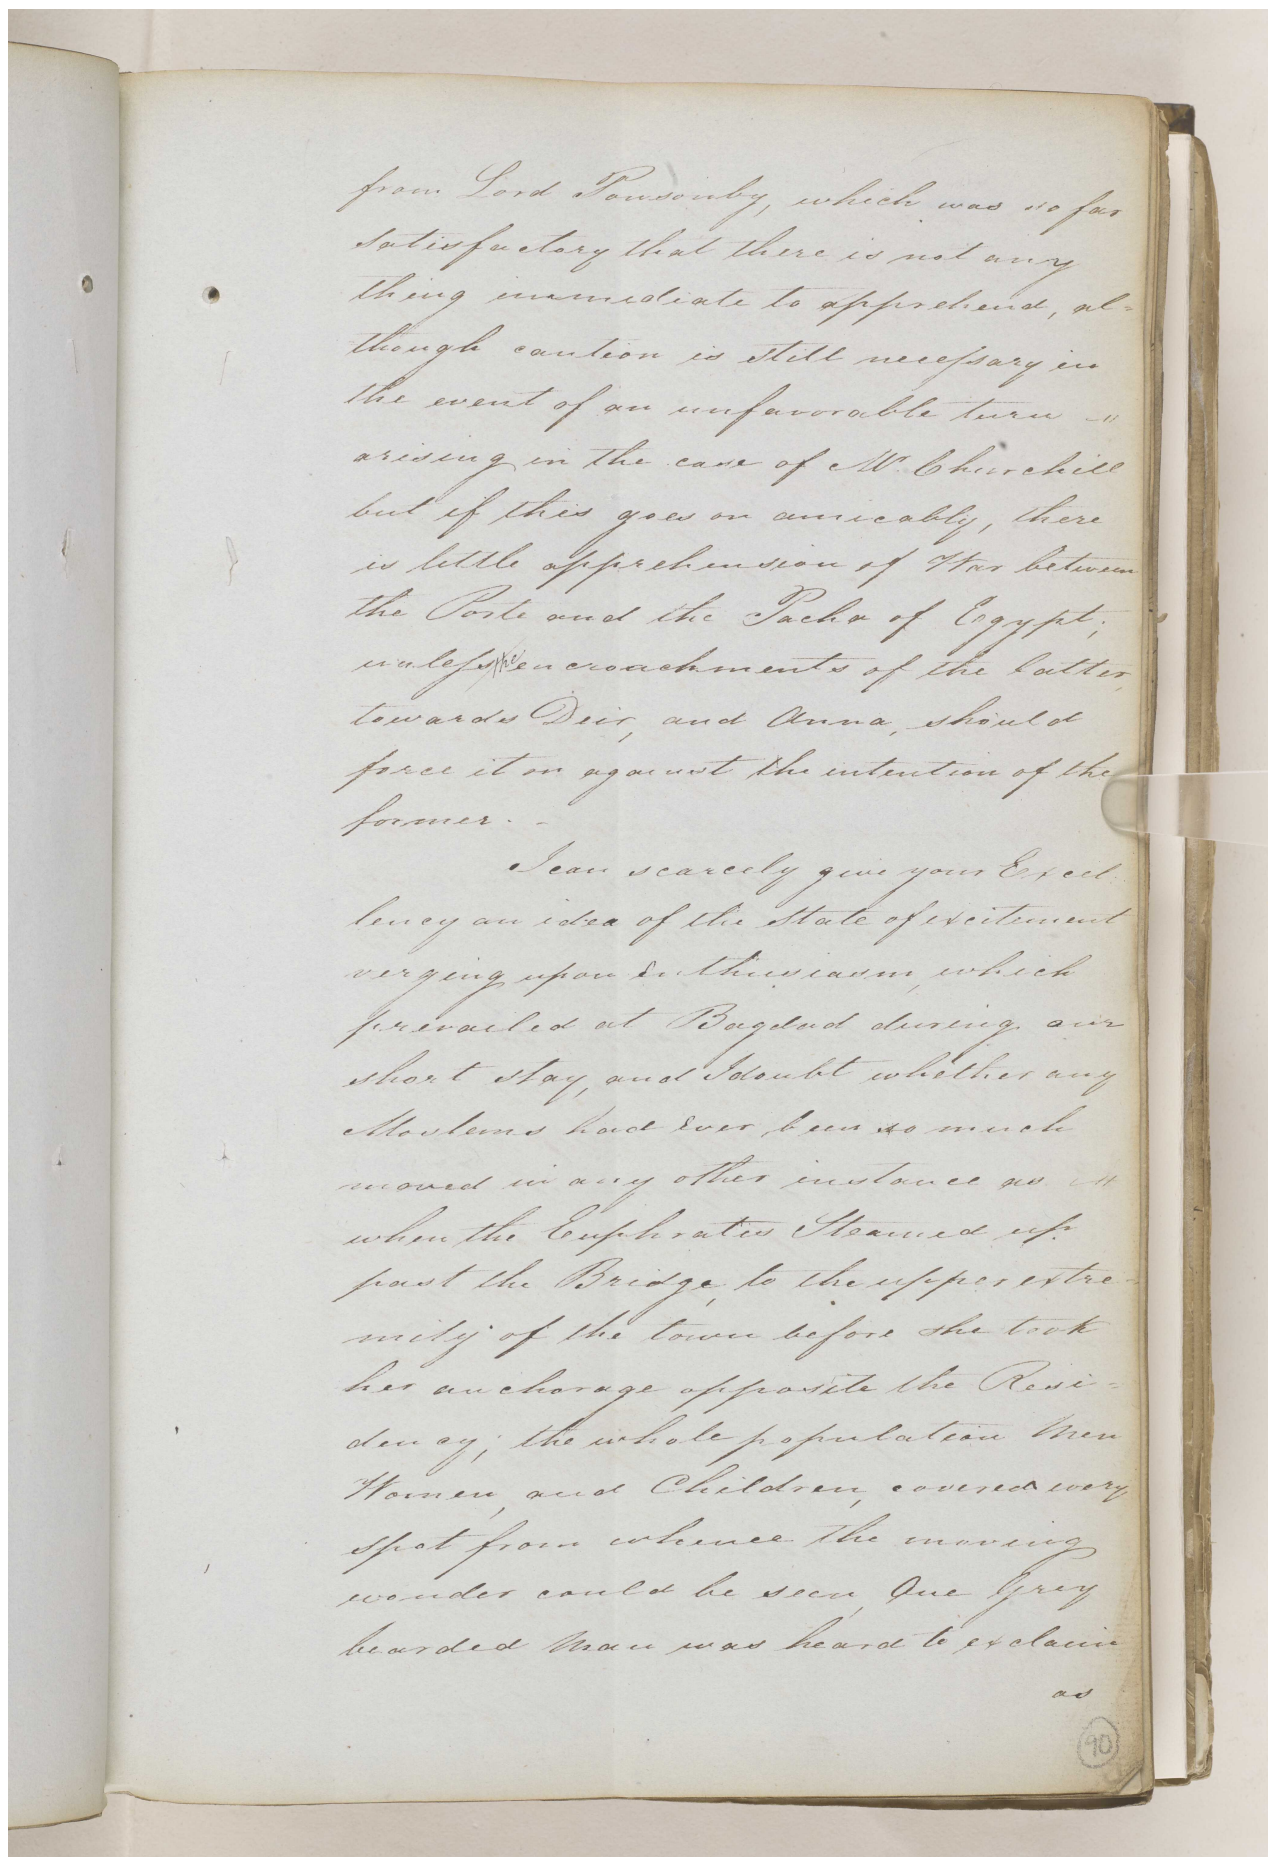 from Lord Ponsonby, which was so far
satisfactory that there is not any
thing immediate to apprehend, al=
though caution is still necessary in
the event of an unfavorable turn
arising in the case of Mr. Churchill
but if this goes on amicably, there
is little apprehension of War between
the Porte and the Pacha of Egypt;
unless the encroachments of the latter,
towards Deir, and Anna, should
force it on against the intention of the
former. -
I can scarcely give your Excel-
lency an idea of the state of excitement
verging upon Enthusiasm, which
prevailed at Bagdad during our
short stay, and I doubt whether any
Moslems had Ever been so much
moved in any other instance as
when the Euphrates Steamed up
past the Bridge, to the upper extre-
mity of the town before she took
her anchorage opposite the Resi=
dency; the whole population Men
Women, and Children, covered every
spot from whence the moving
wonder could be seen, One Grey
bearded Man was heard to exclaim
as
90